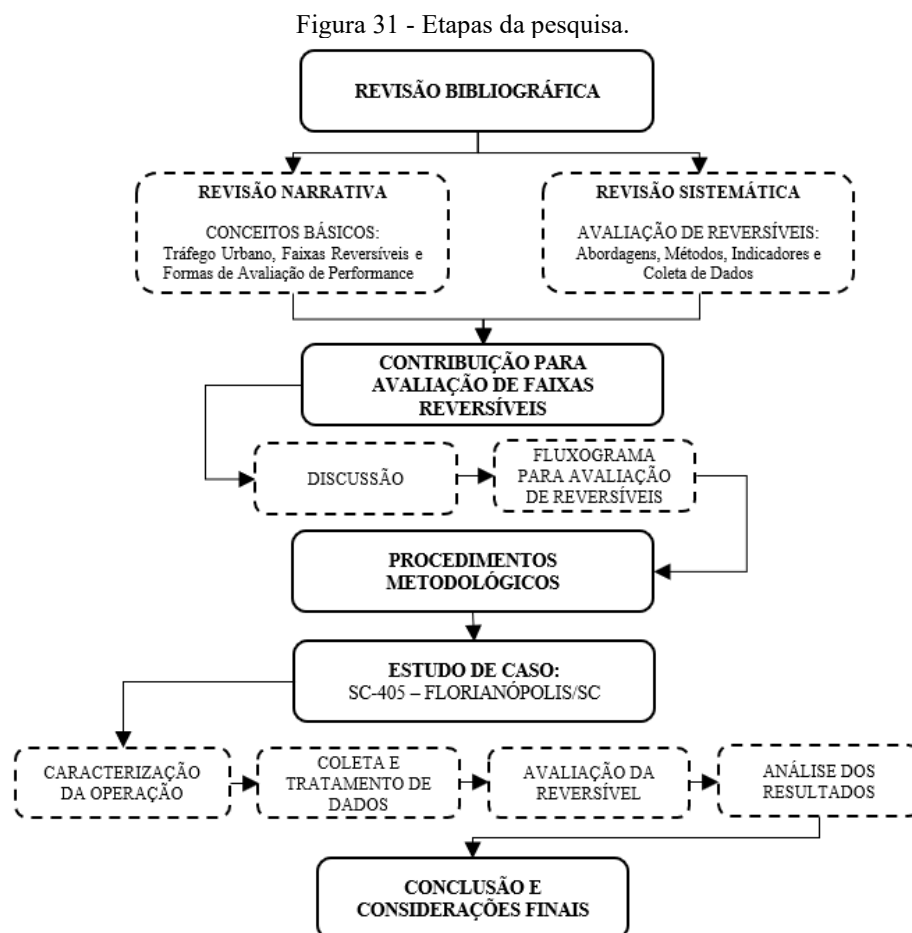 Figura 31 - Etapas da pesquisa.
REVISÃO BIBLIOGRÁFICA
REVISÃO NARRATIVA
CONCEITOS BÁSICOS:
Tráfego Urbano, Faixas Reversíveis e
Formas de Avaliação de Performance
REVISÃO SISTEMÁTICA
AVALIAÇÃO DE REVERSÍVEIS:
Abordagens, Métodos, Indicadores e
Coleta de Dados
CONTRIBUIÇÃO PARA
AVALIAÇÃO DE FAIXAS
REVERSÍVEIS
DISCUSSÃO
FLUXOGRAMA
PARA AVALIAÇÃO
DE REVERSÍVEIS
PROCEDIMENTOS
METODOLÓGICOS
ESTUDO DE CASO:
SC-405 – FLORIANÓPOLIS/SC
CARACTERIZAÇÃO
DA OPERAÇÃO
COLETA E
TRATAMENTO DE
DADOS
AVALIAÇÃO DA
REVERSÍVEL
ANÁLISE DOS
RESULTADOS
CONCLUSÃO E
CONSIDERAÇÕES FINAIS